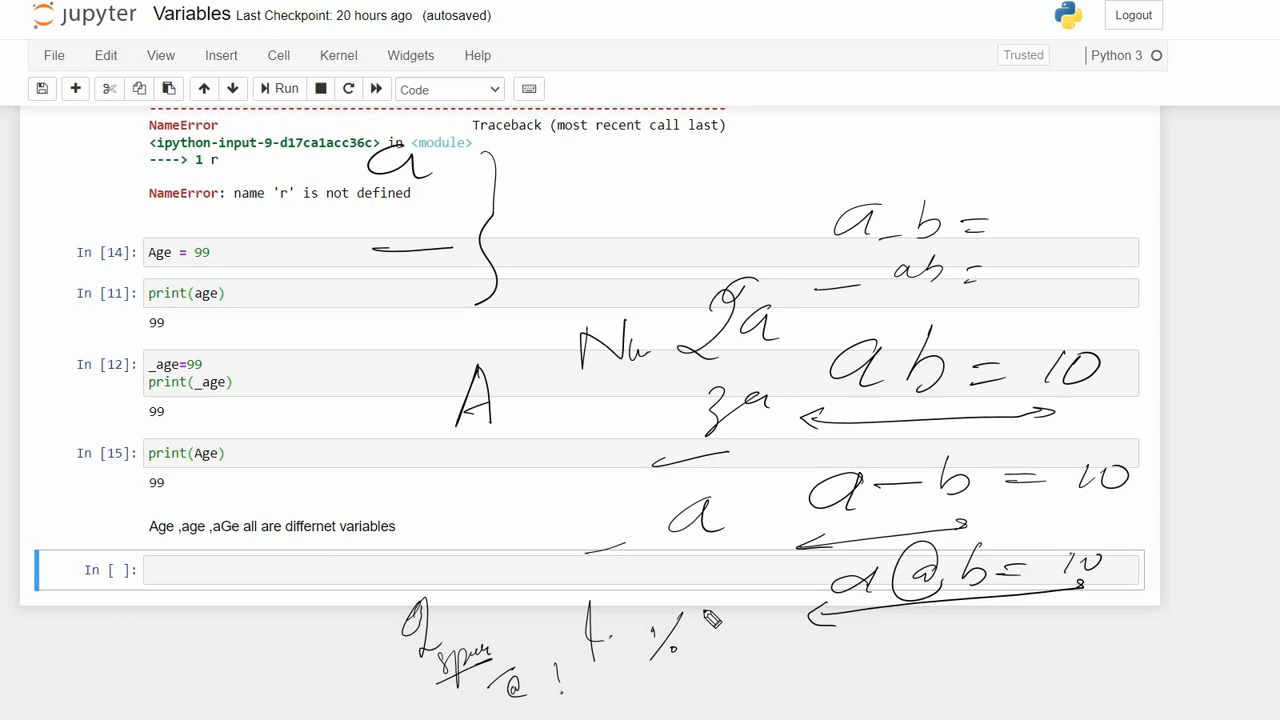 jupyter Variables Last Checkpoint: 20 hours ago (autosaved) Logout
File Edit View Insert Cell Kernel Widgets Help Trusted Python 3
Run Code
NameError Traceback (most recent call last)
<ipython-input-9-d17ca1acc36c> in <module>
----> 1 r
NameError: name 'r' is not defined
a
a_b =
In [14]: Age = 99
_ab =
In [11]: print(age)
99
2a
In [12]: _age=99
print(_age)
ab = 10
A
3a
99
In [15]: print(Age)
99
a-b = 10
_a
Age ,age ,aGe all are differnet variables
In [ ]:
a@b = 10
%
@ !